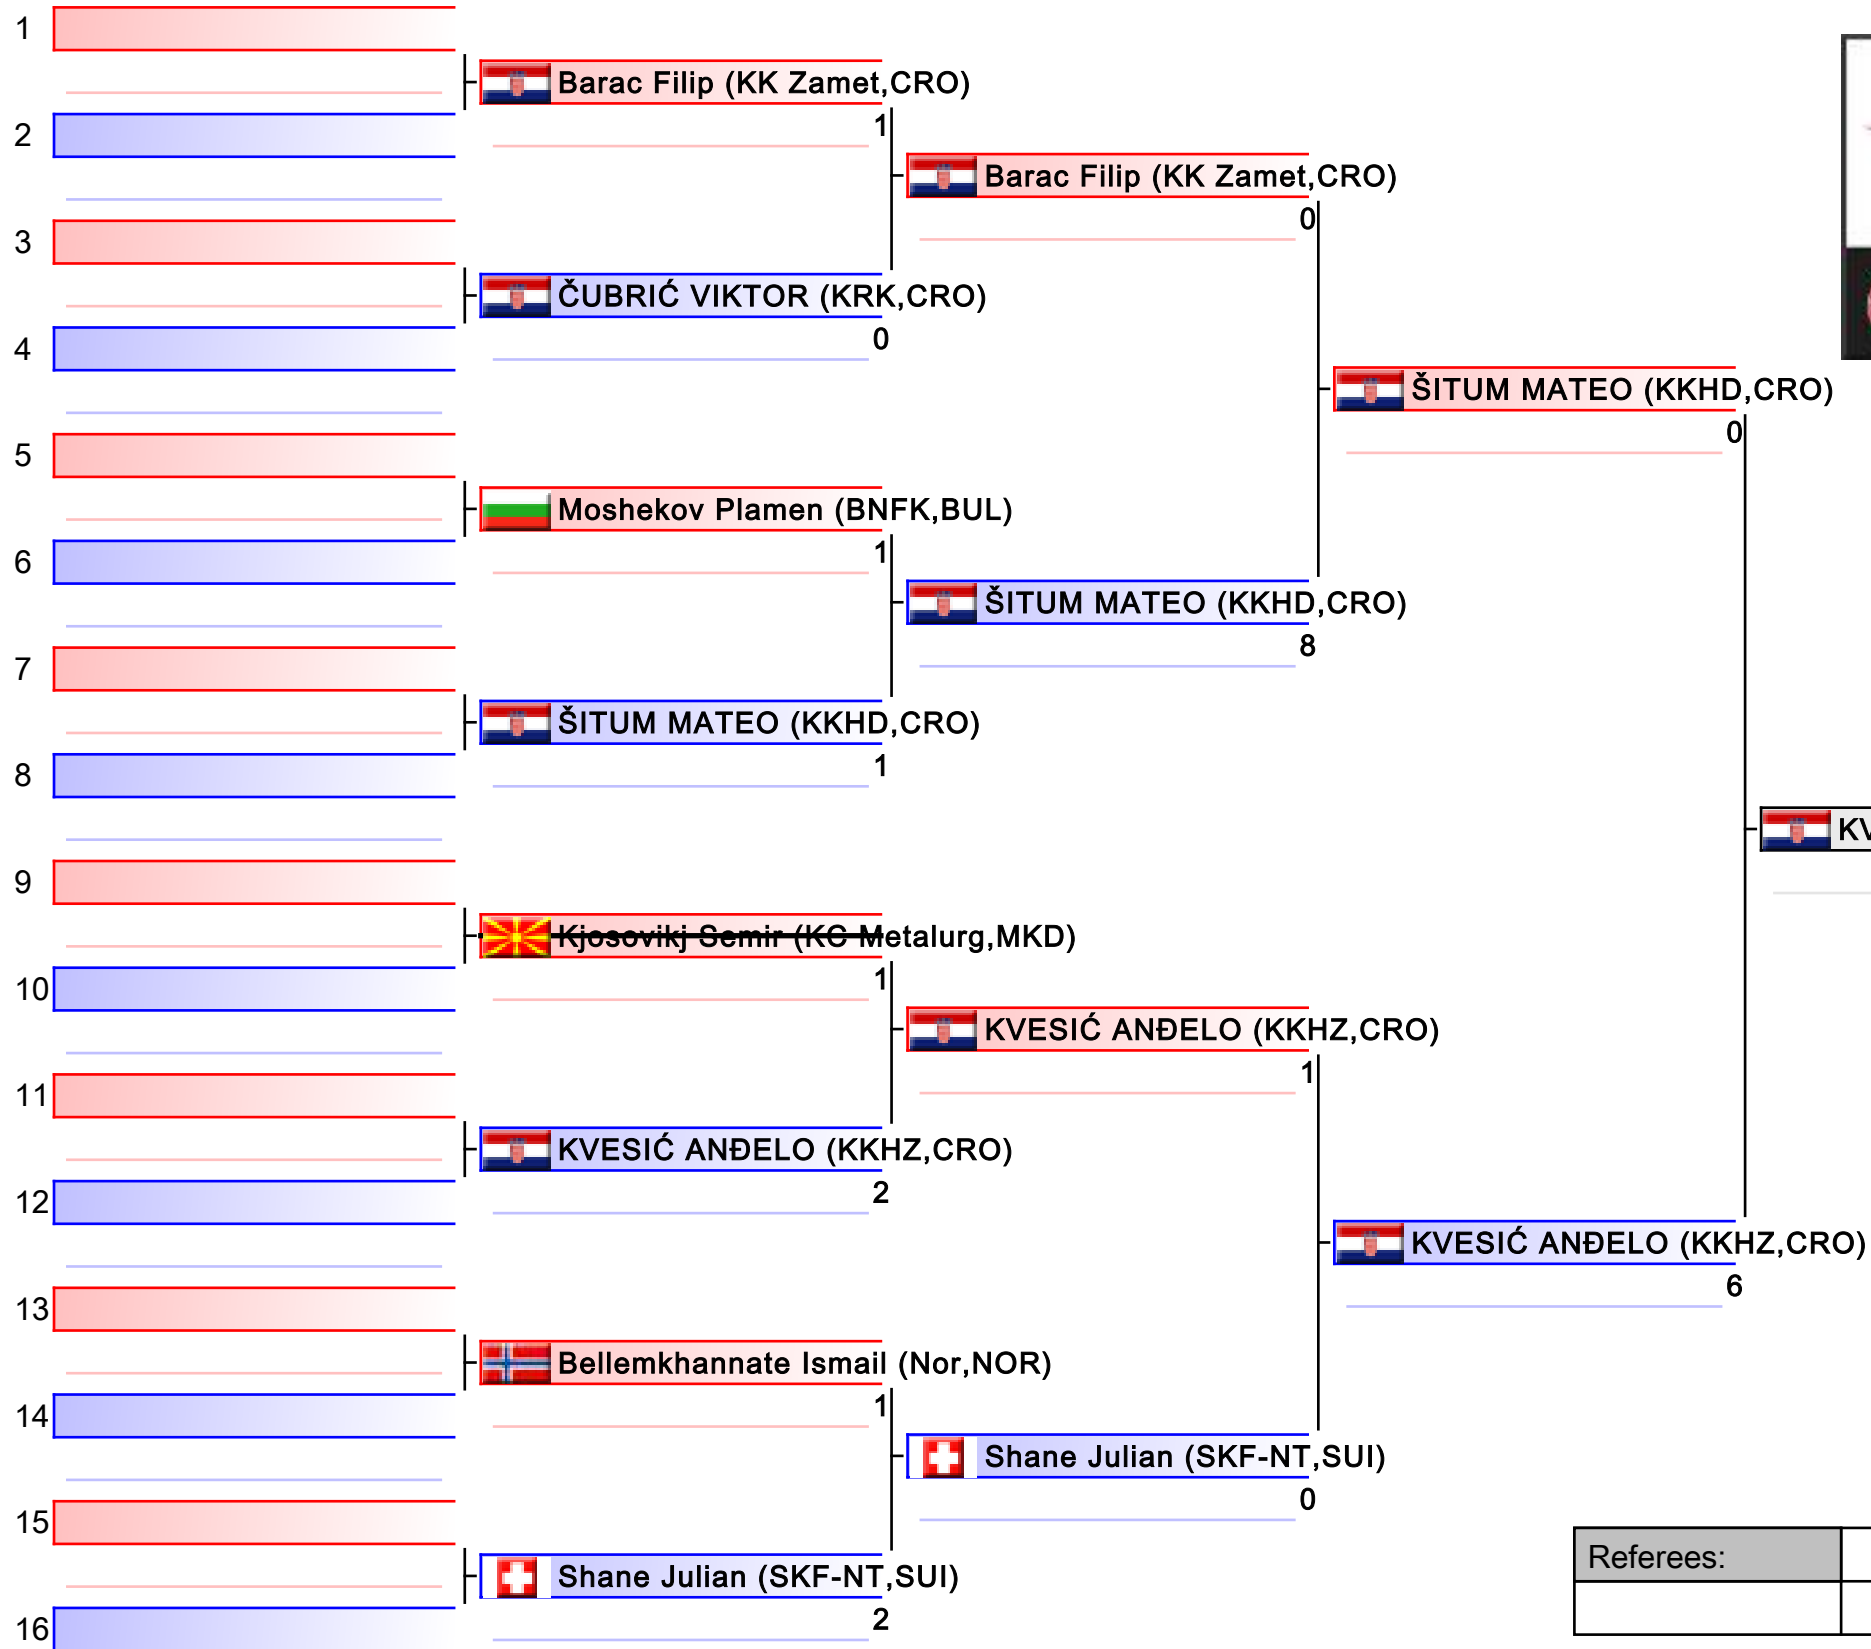 1
Barac Filip (KK Zamet,CRO)
1
2
Barac Filip (KK Zamet,CRO)
0
3
ČUBRIĆ VIKTOR (KRK,CRO)
0
4
ŠITUM MATEO (KKHD,CRO)
0
5
Moshekov Plamen (BNFK,BUL)
1
6
ŠITUM MATEO (KKHD,CRO)
8
7
ŠITUM MATEO (KKHD,CRO)
1
8
KV
9
Kjosovikj Semir (KC Metalurg,MKD)
1
10
KVESIĆ ANĐELO (KKHZ,CRO)
1
11
KVESIĆ ANĐELO (KKHZ,CRO)
2
12
KVESIĆ ANĐELO (KKHZ,CRO)
6
13
Bellemkhannate Ismail (Nor,NOR)
1
14
Shane Julian (SKF-NT,SUI)
0
15
Shane Julian (SKF-NT,SUI)
2
16
Referees: